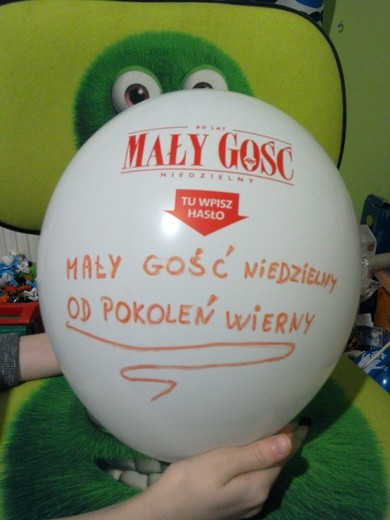 90 LAT
MAŁY GOŚĆ
NIEDZIELNY
TU WPISZ
HASŁO
MAŁY GOŚĆ NIEDZIELNY
OD POKOLEŃ WIERNY